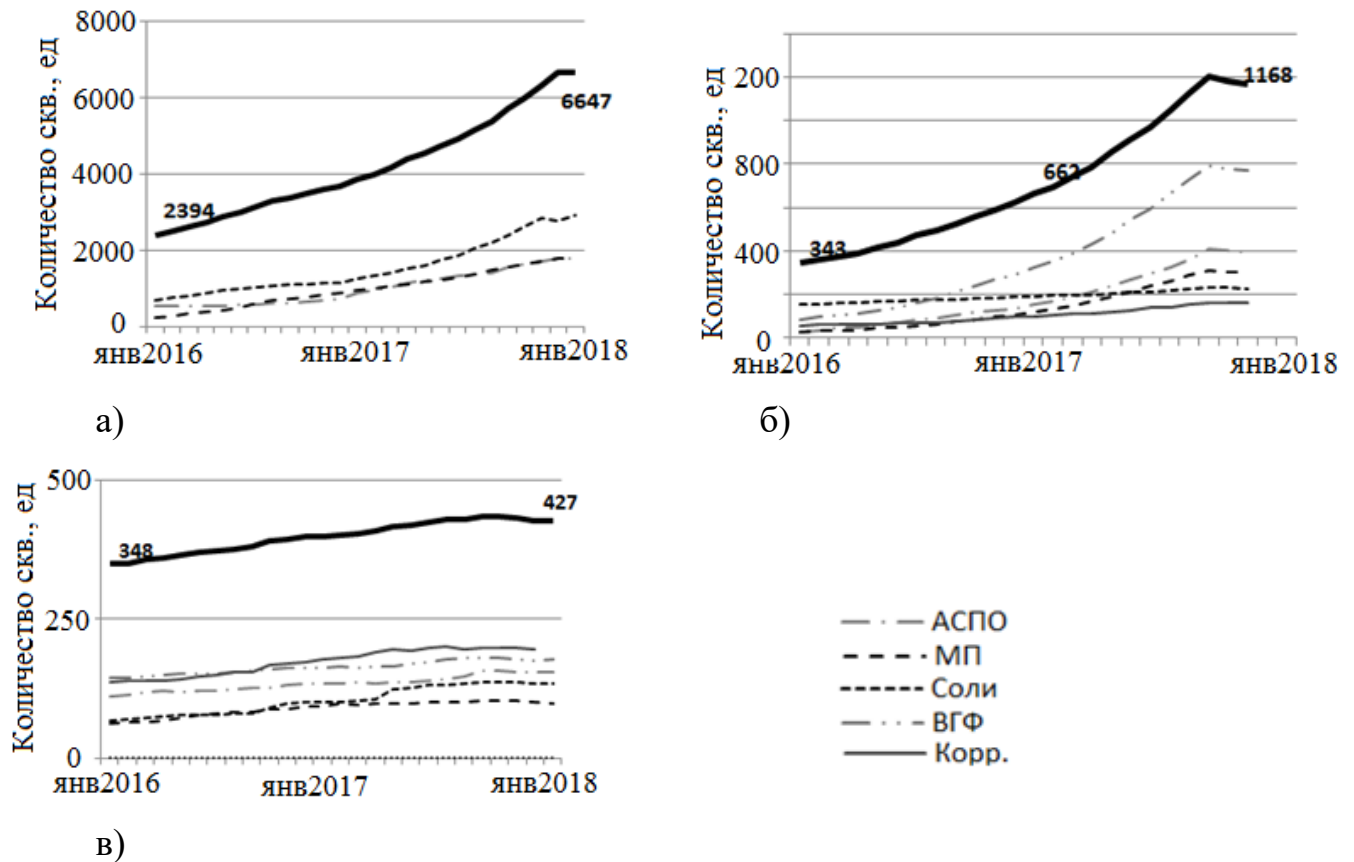 Количество скв., ед
8000
6000
4000
2000
0
2394
6647
янв2016
янв2017
янв2018
а)
Количество скв., ед
200
800
400
0
343
662
1168
янв2016
янв2017
янв2018
б)
Количество скв., ед
500
250
0
348
427
янв2016
янв2017
янв2018
в)
АСПО
МП
Соли
ВГФ
Корр.